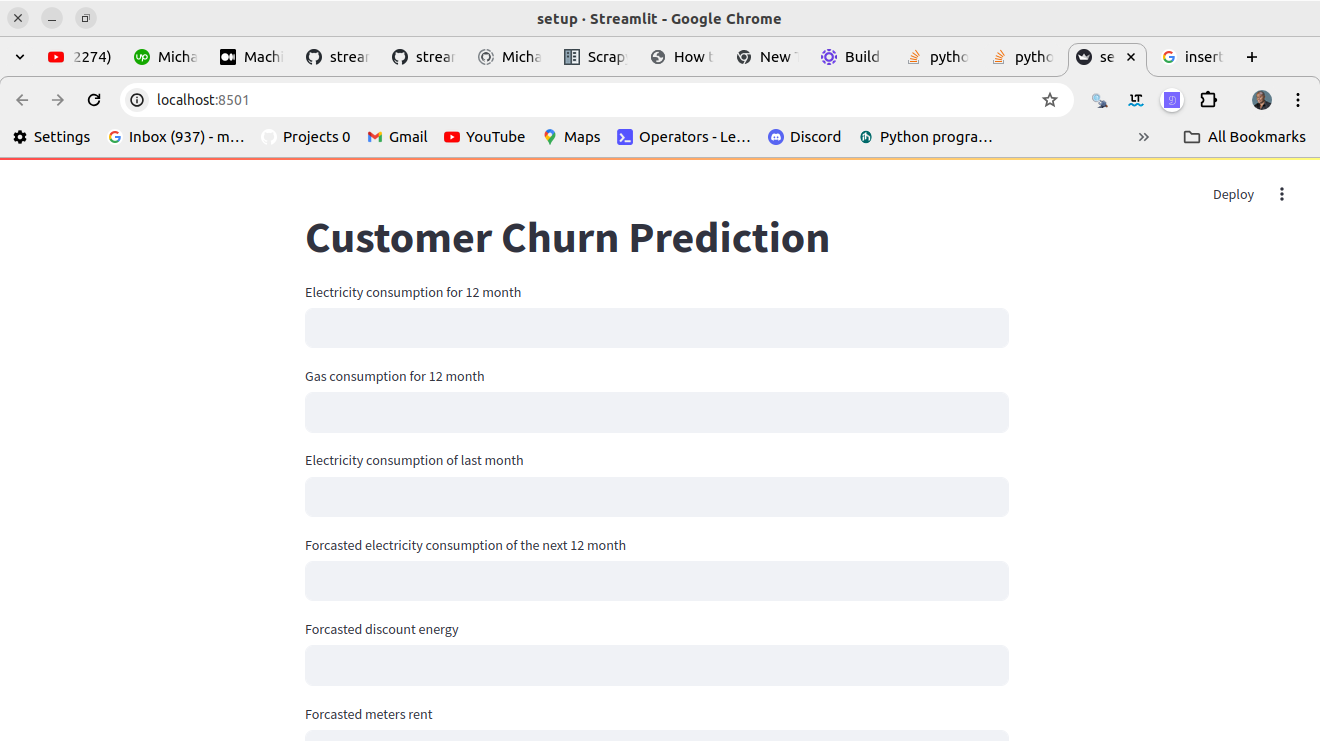 setup · Streamlit - Google Chrome
2274) Micha Machi strear strear Micha Scrap How t New Build pytho pytho se insert
localhost:8501
Settings Inbox (937) - m... Projects 0 Gmail YouTube Maps Operators - Le... Discord Python progra... » All Bookmarks
Deploy
Customer Churn Prediction
Electricity consumption for 12 month
Gas consumption for 12 month
Electricity consumption of last month
Forcasted electricity consumption of the next 12 month
Forcasted discount energy
Forcasted meters rent